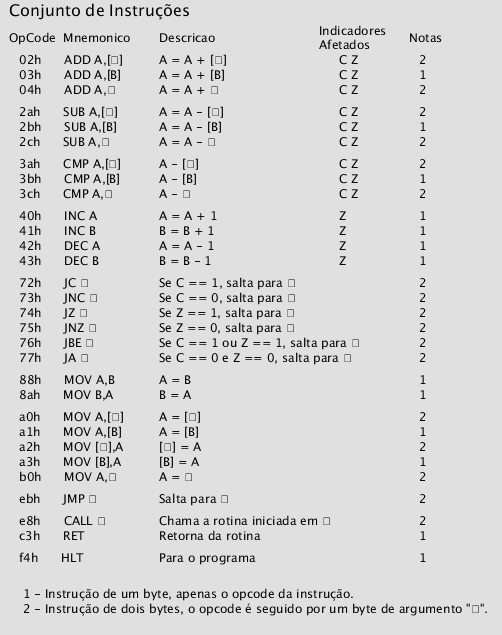 Conjunto de Instruções
OpCode Mnemonico Descricao Indicadores Afetados Notas
02h ADD A,[□] A = A + [□] C Z 2
03h ADD A,[B] A = A + [B] C Z 1
04h ADD A,□ A = A + □ C Z 2
2ah SUB A,[□] A = A – [□] C Z 2
2bh SUB A,[B] A = A – [B] C Z 1
2ch SUB A,□ A = A – □ C Z 2
3ah CMP A,[□] A – [□] C Z 2
3bh CMP A,[B] A – [B] C Z 1
3ch CMP A,□ A – □ C Z 2
40h INC A A = A + 1 Z 1
41h INC B B = B + 1 Z 1
42h DEC A A = A – 1 Z 1
43h DEC B B = B – 1 Z 1
72h JC □ Se C == 1, salta para □ 2
73h JNC □ Se C == 0, salta para □ 2
74h JZ □ Se Z == 1, salta para □ 2
75h JNZ □ Se Z == 0, salta para □ 2
76h JBE □ Se C == 1 ou Z == 1, salta para □ 2
77h JA □ Se C == 0 e Z == 0, salta para □ 2
88h MOV A,B A = B 1
8ah MOV B,A B = A 1
a0h MOV A,[□] A = [□] 2
a1h MOV A,[B] A = [B] 1
a2h MOV [□],A [□] = A 2
a3h MOV [B],A [B] = A 1
b0h MOV A,□ A = □ 2
ebh JMP □ Salta para □ 2
e8h CALL □ Chama a rotina iniciada em □ 2
c3h RET Retorna da rotina 1
f4h HLT Para o programa 1
1 – Instrução de um byte, apenas o opcode da instrução.
2 – Instrução de dois bytes, o opcode é seguido por um byte de argumento "□".